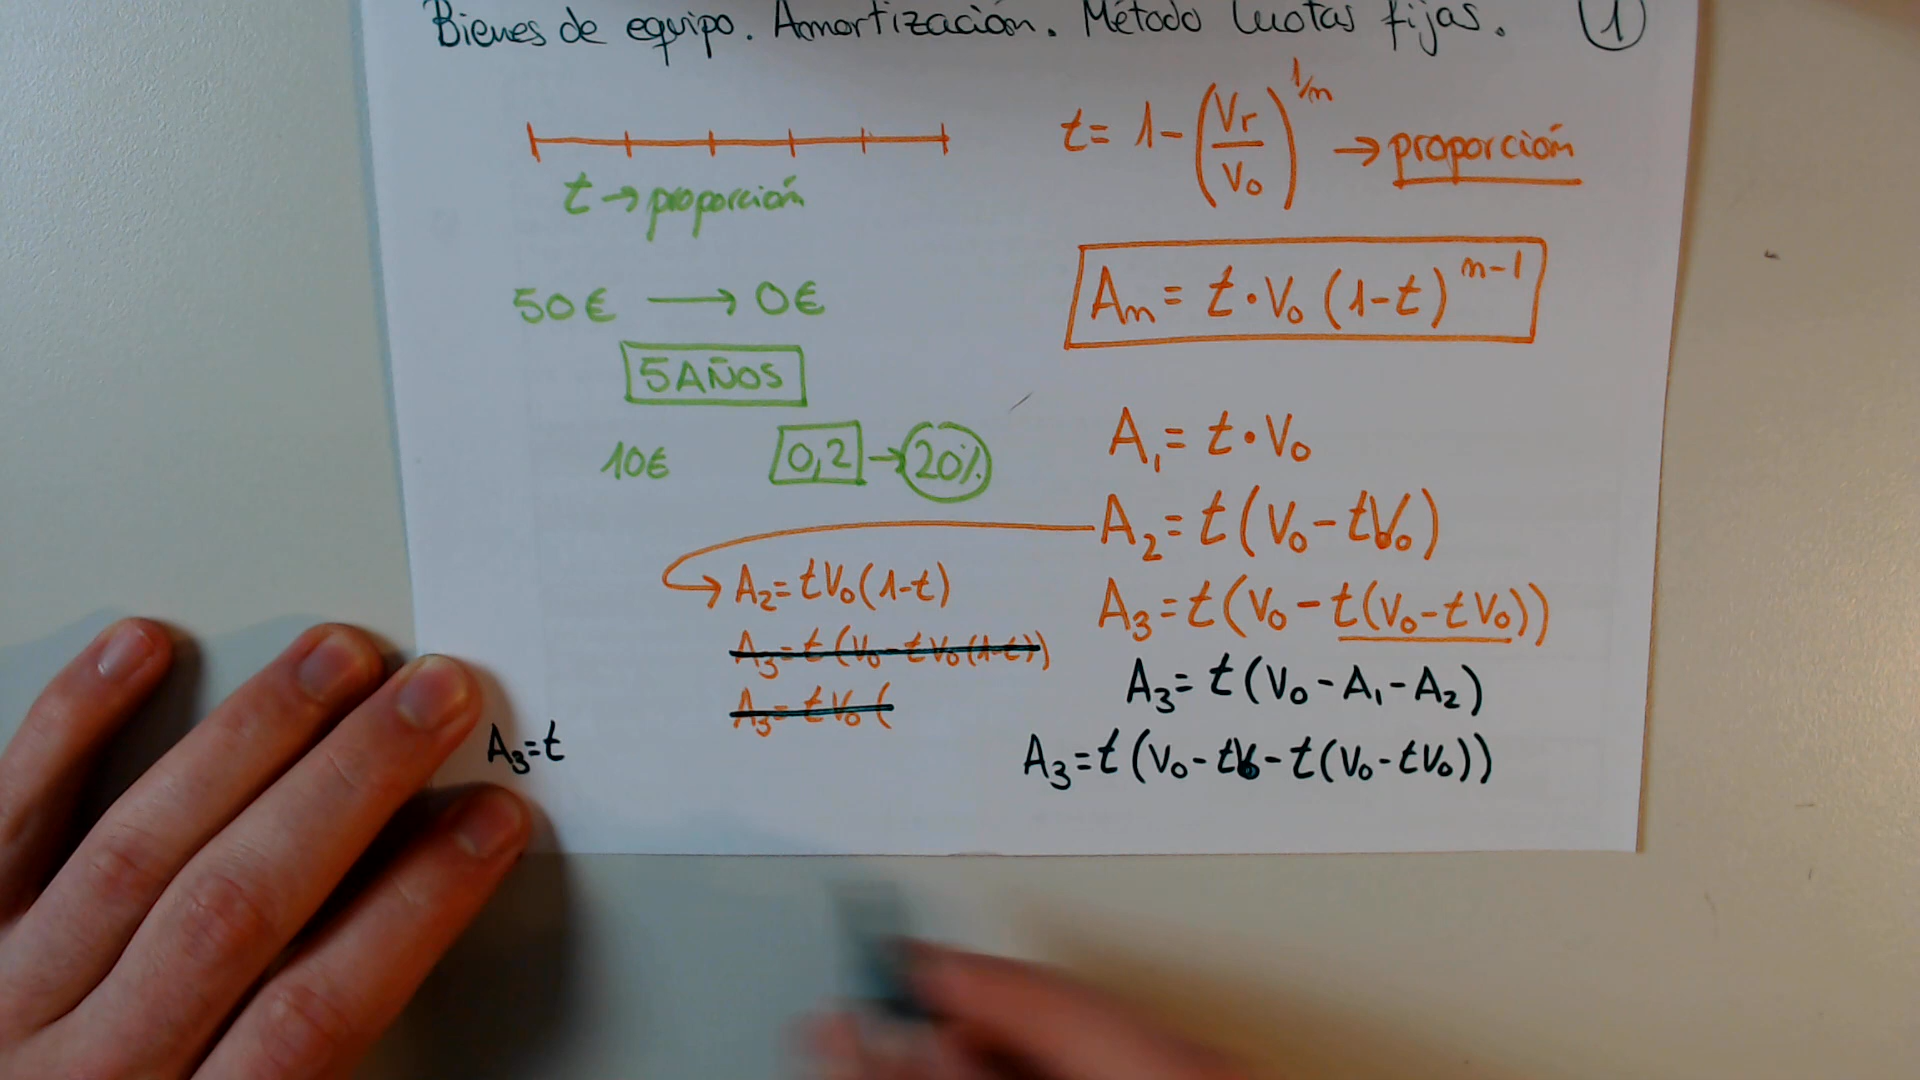 Bienes de equipo. Amortización. Método Cuotas fijas. 1
t → proporción
50€ → 0€
5 AÑOS
10€ 0,2 → 20%
t = 1 - (Vr/V₀)^1/n → proporción
Aₙ = t · V₀ (1-t)^n-1
A₁ = t · V₀
A₂ = t (V₀ - tV₀)
A₃ = t (V₀ - t(V₀ - tV₀))
A₃ = t (V₀ - A₁ - A₂)
A₃ = t (V₀ - tV₀ - t(V₀ - tV₀))
A₂ = tV₀ (1-t)
A₃ = t (V₀ - tV₀ (1-t))
A₃ = tV₀ (
A₃ = t